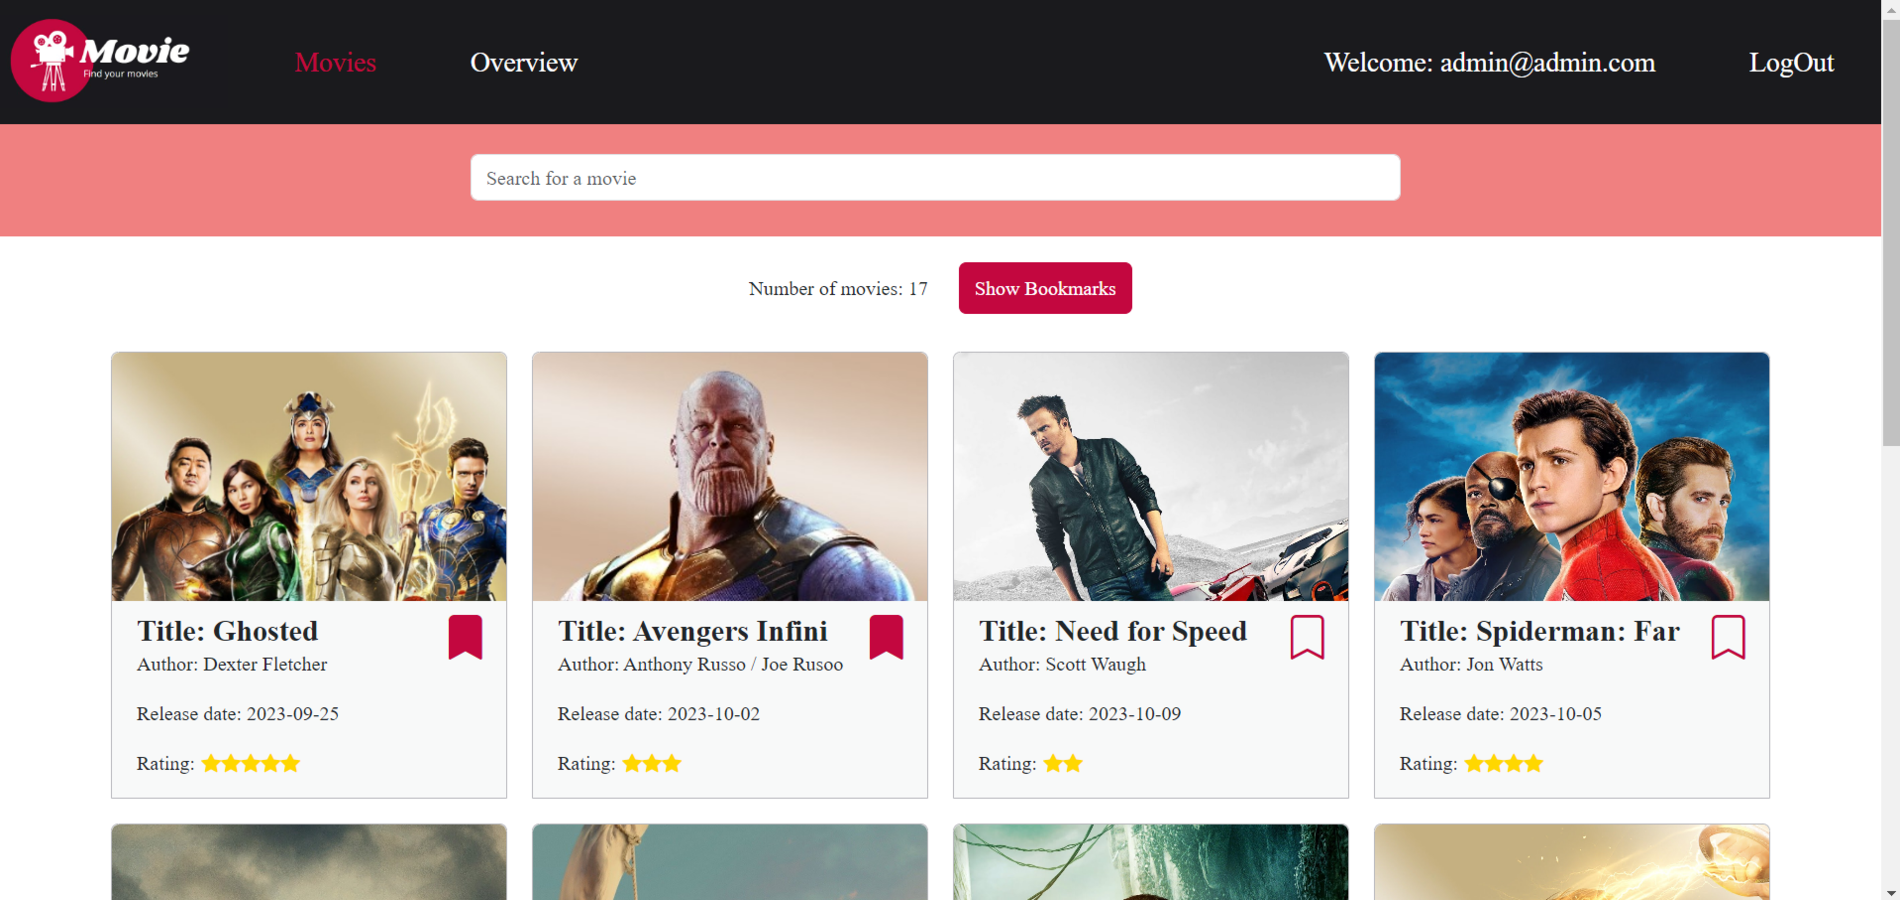 Movie
Find your movies
Movies
Overview
Welcome: admin@admin.com
LogOut
Search for a movie
Number of movies: 17
Show Bookmarks
Title: Ghosted
Author: Dexter Fletcher
Release date: 2023-09-25
Rating:
Title: Avengers Infini
Author: Anthony Russo / Joe Rusoo
Release date: 2023-10-02
Rating:
Title: Need for Speed
Author: Scott Waugh
Release date: 2023-10-09
Rating:
Title: Spiderman: Far
Author: Jon Watts
Release date: 2023-10-05
Rating: